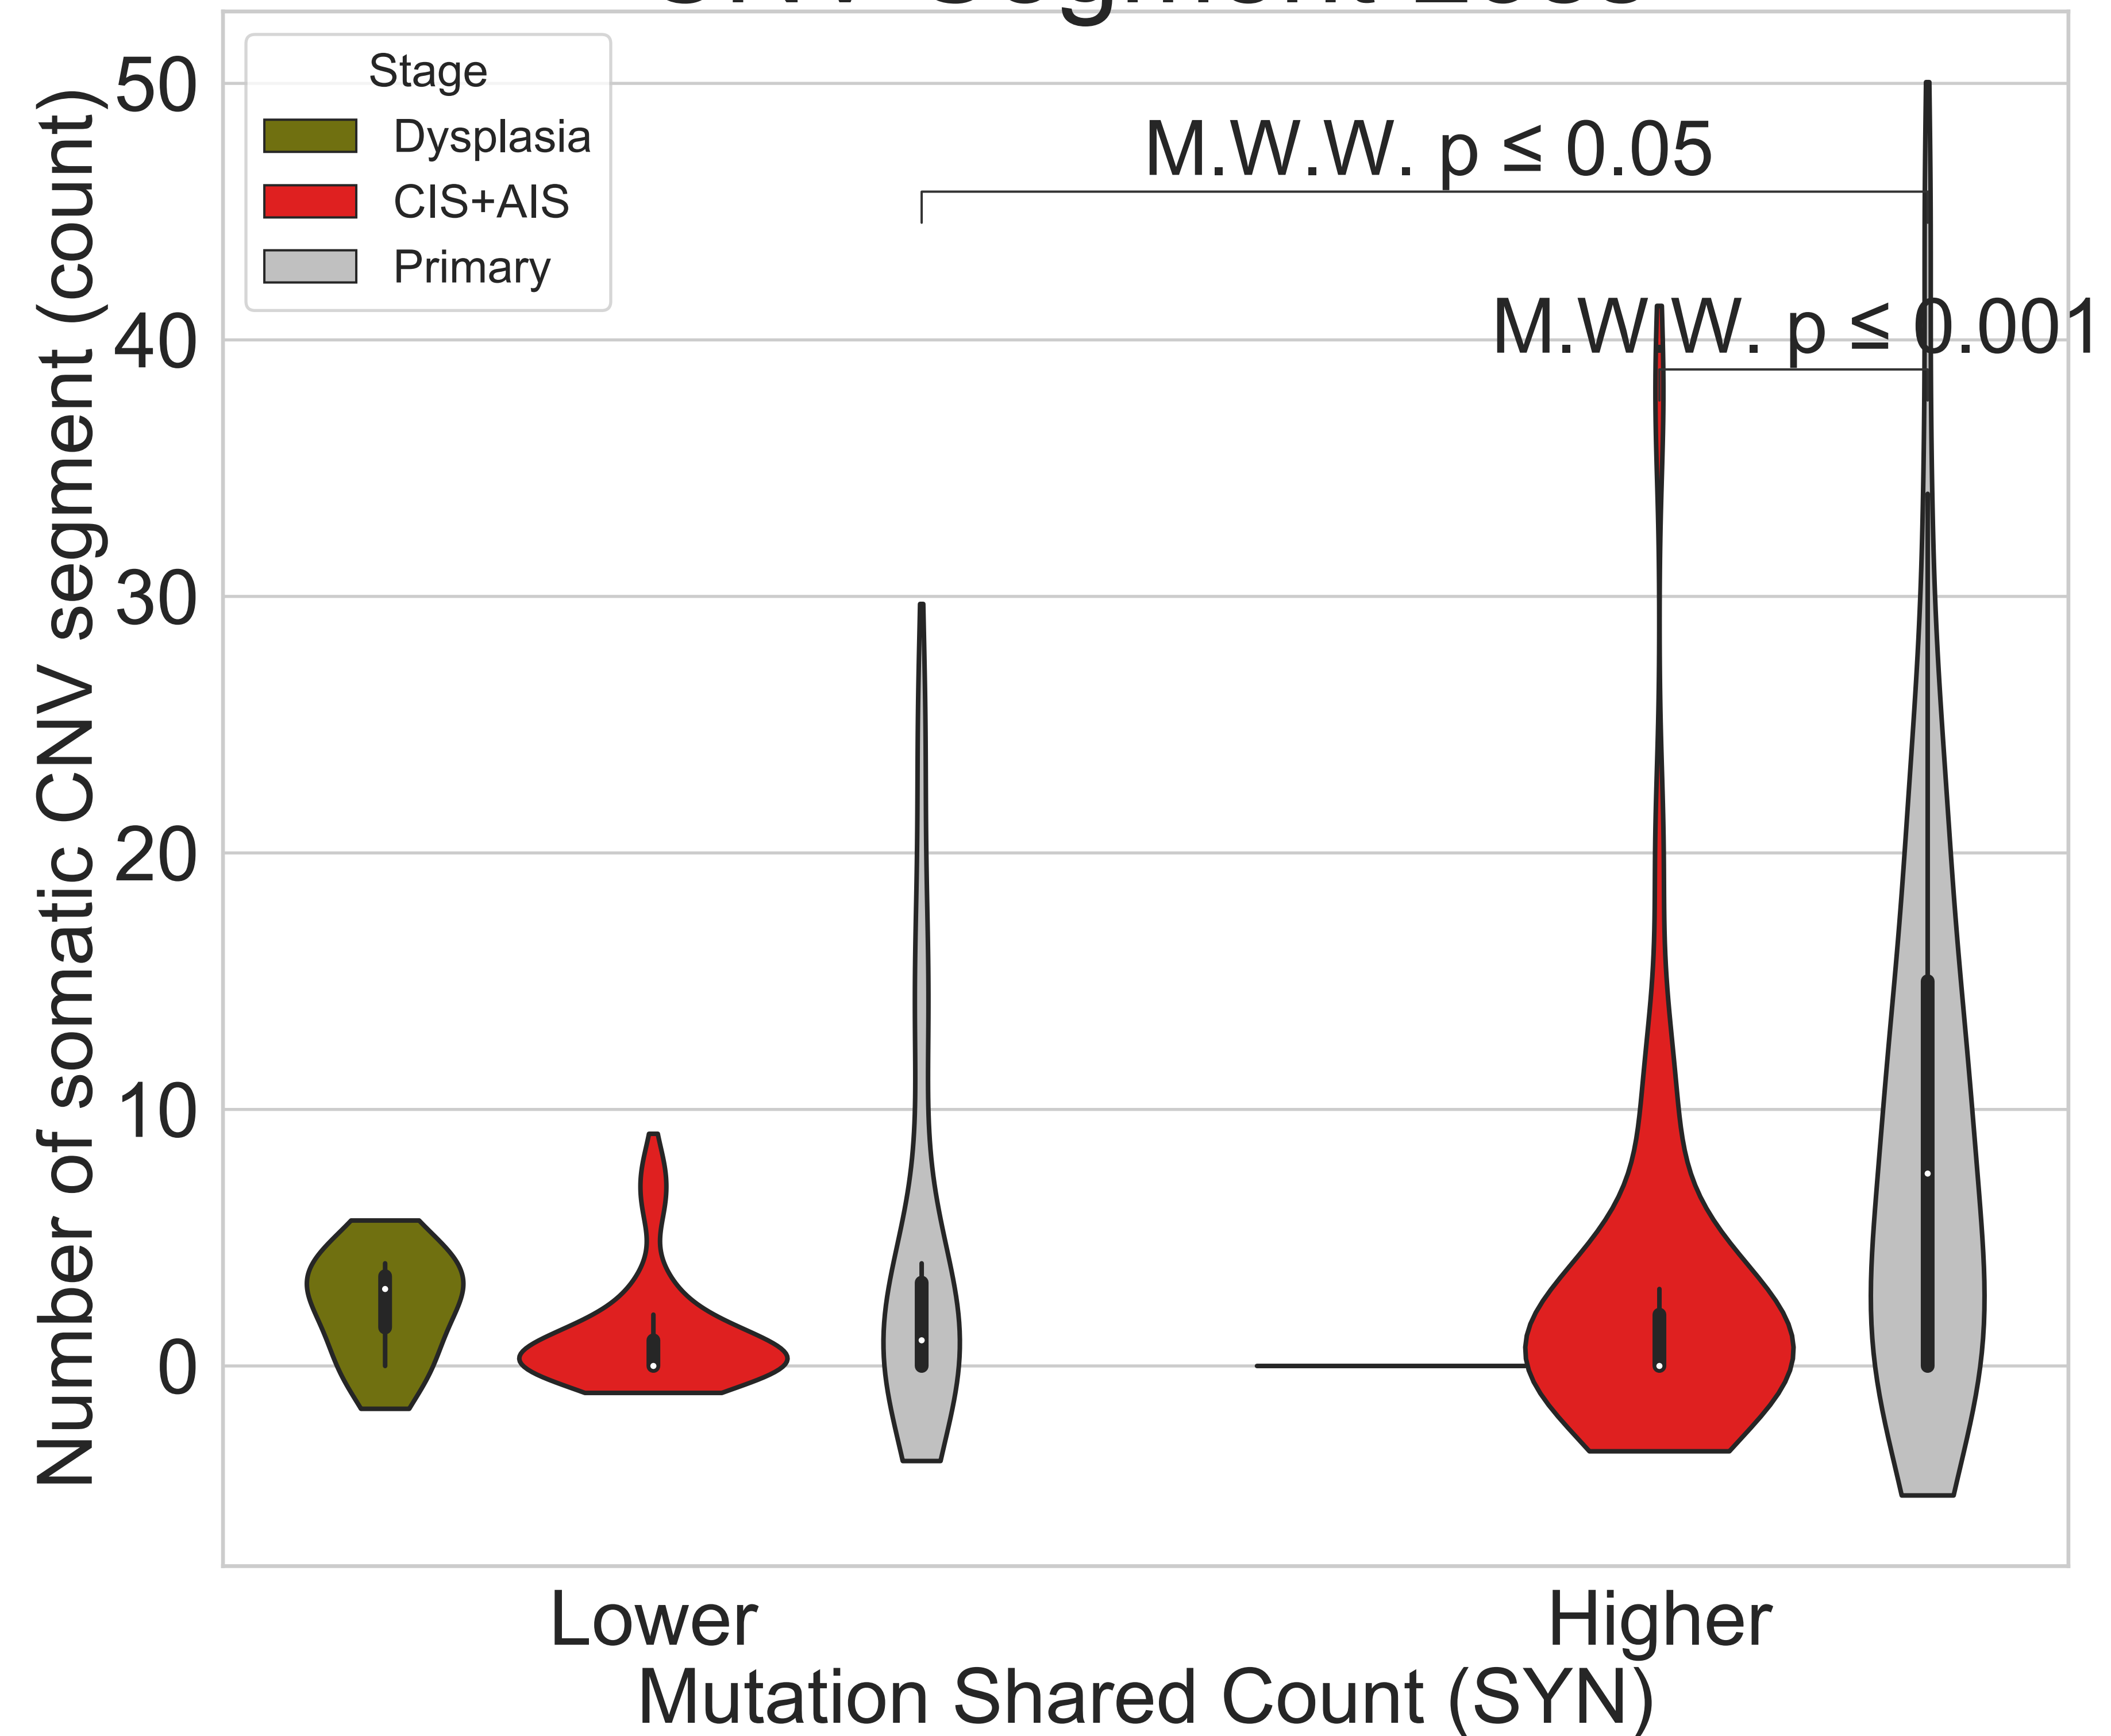 50
40
30
20
10
0
Number of somatic CNV segment (count)
Stage
Dysplasia
CIS+AIS
Primary
M.W.W. p ≤ 0.05
M.W.W. p ≤ 0.001
Lower
Higher
Mutation Shared Count (SYN)